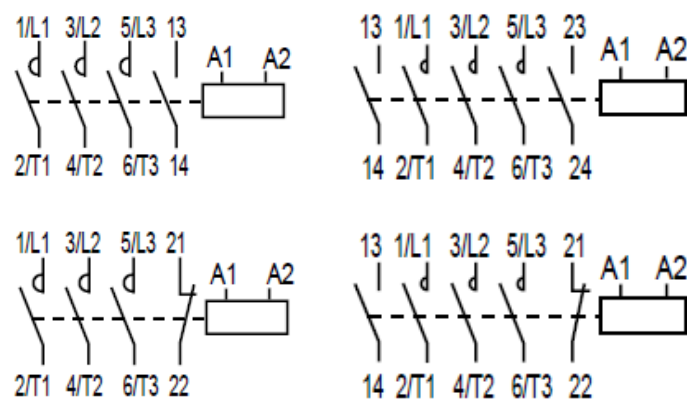 1/L1 3/L2 5/L3 13
A1 A2
2/T1 4/T2 6/T3 14
13 1/L1 3/L2 5/L3 23
A1 A2
14 2/T1 4/T2 6/T3 24
1/L1 3/L2 5/L3 21
A1 A2
2/T1 4/T2 6/T3 22
13 1/L1 3/L2 5/L3 21
A1 A2
14 2/T1 4/T2 6/T3 22